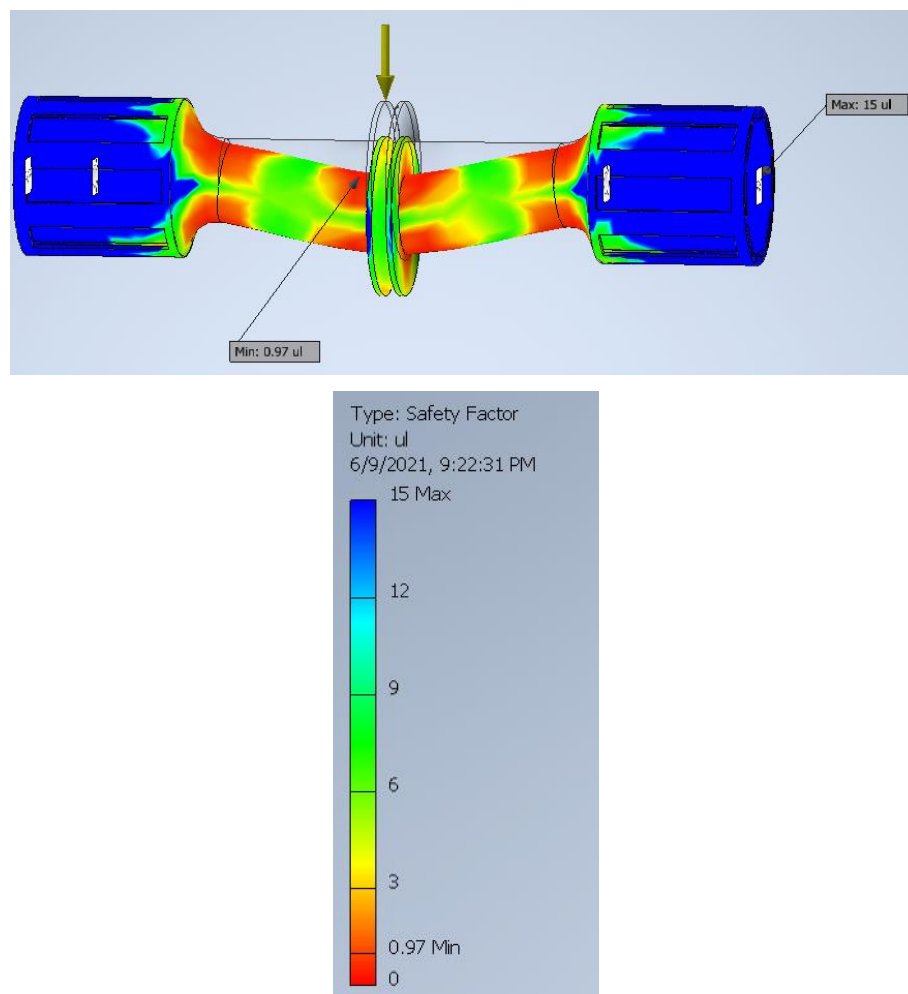 Max: 15 ul
Min: 0.97 ul
Type: Safety Factor
Unit: ul
6/9/2021, 9:22:31 PM
15 Max
12
9
6
3
0.97 Min
0